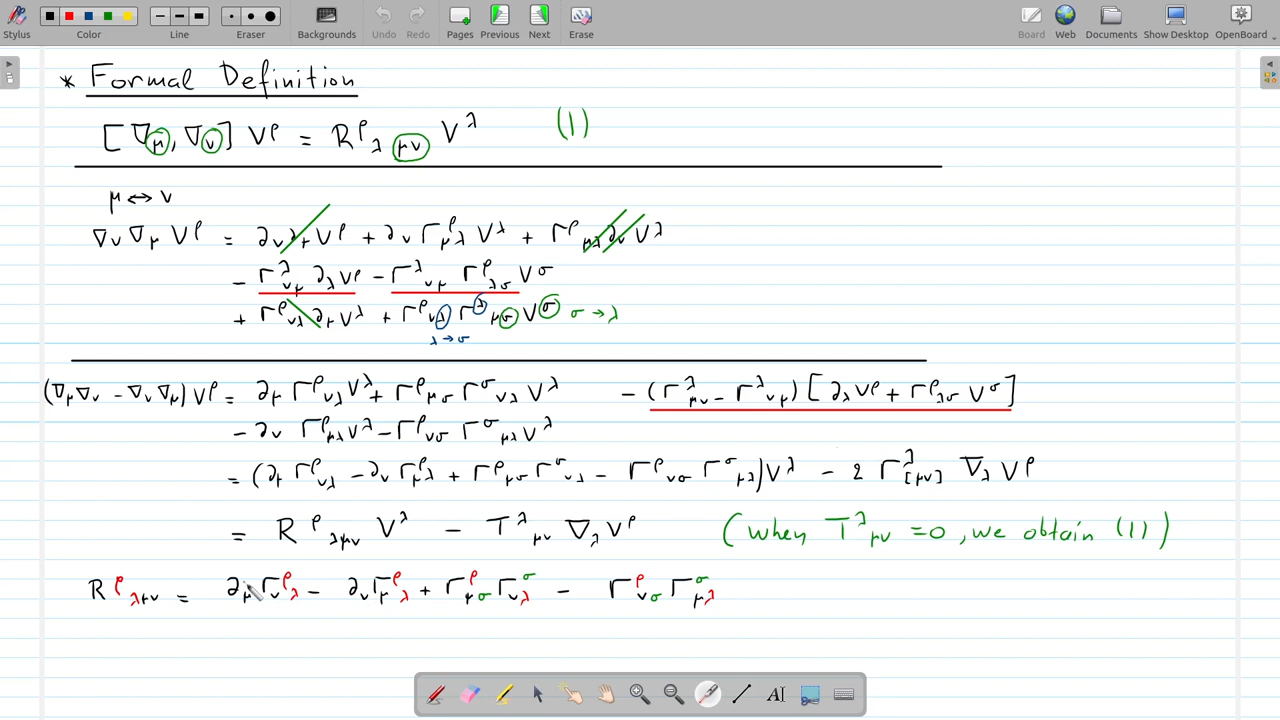 Stylus Color Line Eraser Backgrounds Undo Redo Pages Previous Next Erase Board Web Documents Show Desktop OpenBoard
* Formal Definition
[∇μ, ∇ν] V^ρ = R^ρ_λμν V^λ (1)
μ ↔ ν
∇ν ∇μ V^ρ = ∂ν ∂μ V^ρ + ∂ν Γ^ρ_μλ V^λ + Γ^ρ_μλ ∂ν V^λ
− Γ^λ_νμ ∂λ V^ρ − Γ^λ_νμ Γ^ρ_λσ V^σ
+ Γ^ρ_νλ ∂μ V^λ + Γ^ρ_νλ Γ^λ_μσ V^σ σ → λ
λ → σ
(∇μ ∇ν − ∇ν ∇μ) V^ρ = ∂μ Γ^ρ_νλ V^λ + Γ^ρ_μσ Γ^σ_νλ V^λ − (Γ^λ_μν − Γ^λ_νμ) [∂λ V^ρ + Γ^ρ_λσ V^σ]
− ∂ν Γ^ρ_μλ V^λ − Γ^ρ_νσ Γ^σ_μλ V^λ
= (∂μ Γ^ρ_νλ − ∂ν Γ^ρ_μλ + Γ^ρ_μσ Γ^σ_νλ − Γ^ρ_νσ Γ^σ_μλ) V^λ − 2 Γ^λ_[μν] ∇λ V^ρ
= R^ρ_λμν V^λ − T^λ_μν ∇λ V^ρ (when T^λ_μν = 0, we obtain (1))
R^ρ_λμν = ∂μ Γ^ρ_νλ − ∂ν Γ^ρ_μλ + Γ^ρ_μσ Γ^σ_νλ − Γ^ρ_νσ Γ^σ_μλ